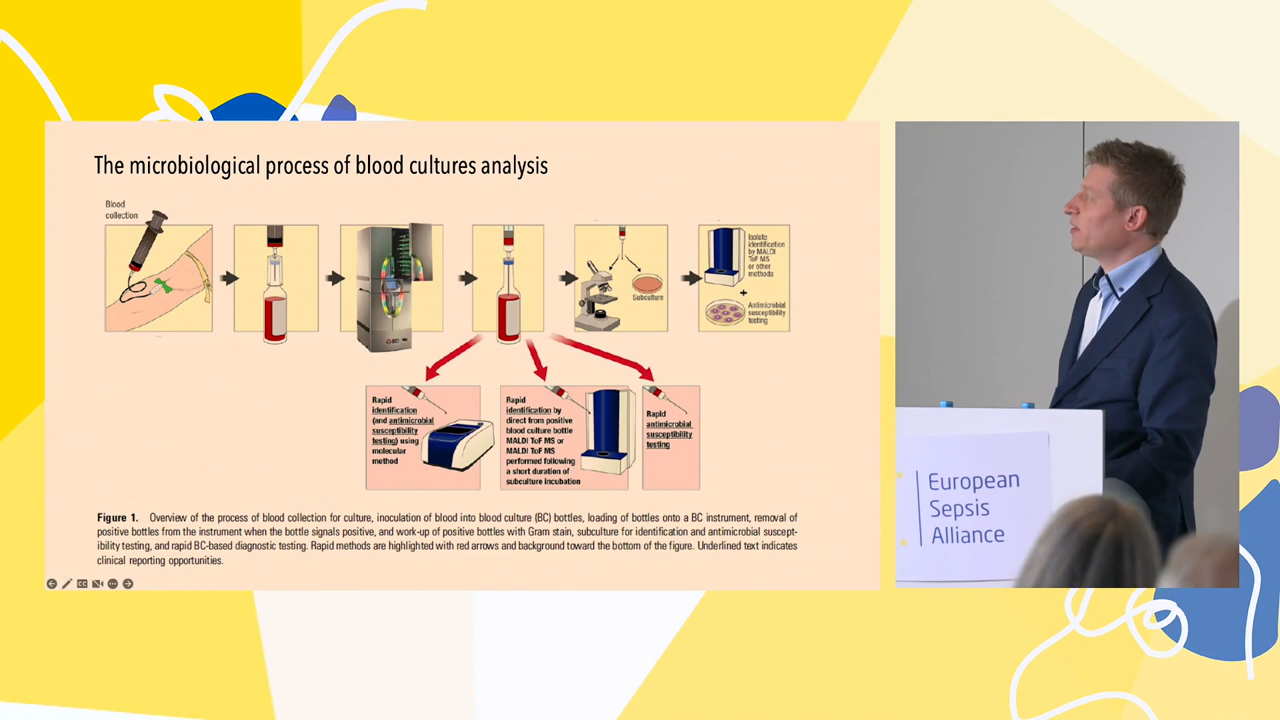 The microbiological process of blood cultures analysis
Blood
collection
Subculture
Isolate
identification
by MALDI
ToF MS
or other
methods
+
Antimicrobial
susceptibility
testing
Rapid
identification
(and antimicrobial
susceptibility
testing) using
molecular
method
Rapid
identification by
direct from positive
blood culture bottle
MALDI ToF MS or
MALDI ToF MS
performed following
a short duration of
subculture incubation
Rapid
antimicrobial
susceptibility
testing
Figure 1. Overview of the process of blood collection for culture, inoculation of blood into blood culture (BC) bottles, loading of bottles onto a BC instrument, removal of
positive bottles from the instrument when the bottle signals positive, and work-up of positive bottles with Gram stain, subculture for identification and antimicrobial suscept-
ibility testing, and rapid BC-based diagnostic testing. Rapid methods are highlighted with red arrows and background toward the bottom of the figure. Underlined text indicates
clinical reporting opportunities.
European
Sepsis
Alliance